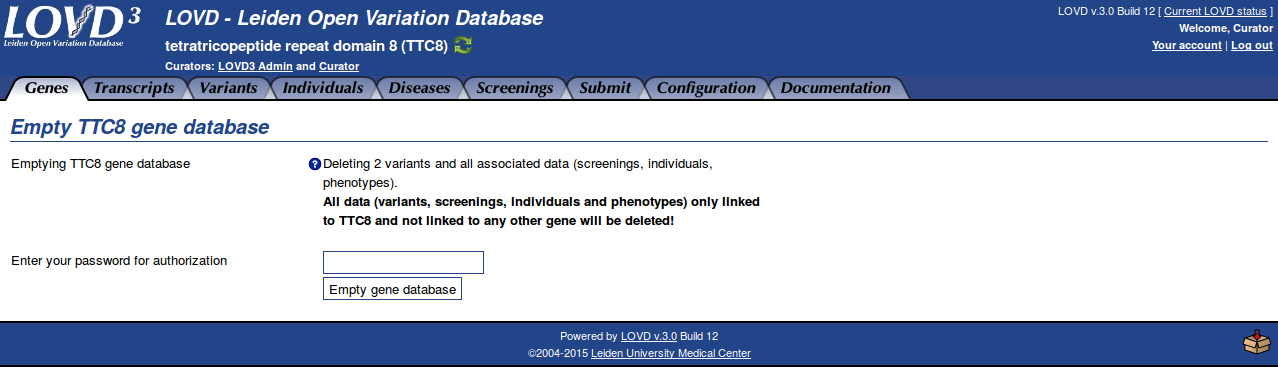 LOVD 3
Leiden Open Variation Database
LOVD - Leiden Open Variation Database
tetratricopeptide repeat domain 8 (TTC8)
Curators: LOVD3 Admin and Curator
LOVD v.3.0 Build 12 [ Current LOVD status ]
Welcome, Curator
Your account | Log out
Genes Transcripts Variants Individuals Diseases Screenings Submit Configuration Documentation
Empty TTC8 gene database
Emptying TTC8 gene database
? Deleting 2 variants and all associated data (screenings, individuals,
phenotypes).
All data (variants, screenings, individuals and phenotypes) only linked
to TTC8 and not linked to any other gene will be deleted!
Enter your password for authorization
Empty gene database
Powered by LOVD v.3.0 Build 12
©2004-2015 Leiden University Medical Center